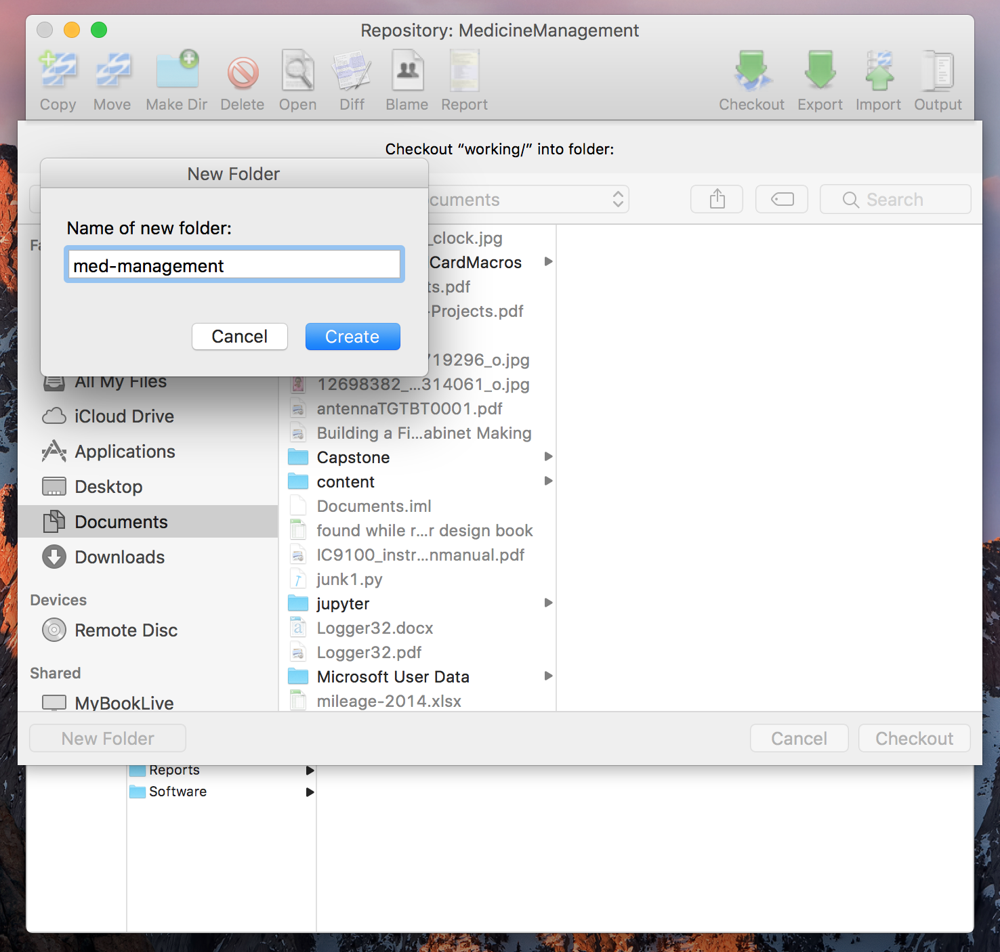 Repository: MedicineManagement
Copy Move Make Dir Delete Open Diff Blame Report Checkout Export Import Output
Checkout “working/” into folder:
New Folder
cuments
Search
Name of new folder:
med-management
Cancel
Create
Fa
All My Files
iCloud Drive
Applications
Desktop
Documents
Downloads
Devices
Remote Disc
Shared
MyBookLive
_clock.jpg
CardMacros
ts.pdf
-Projects.pdf
719296_o.jpg
12698382_...314061_o.jpg
antennaTGTBT0001.pdf
Building a Fi...abinet Making
Capstone
content
Documents.iml
found while r...r design book
IC9100_instr...nmanual.pdf
junk1.py
jupyter
Logger32.docx
Logger32.pdf
Microsoft User Data
mileage-2014.xlsx
New Folder
Cancel
Checkout
Reports
Software